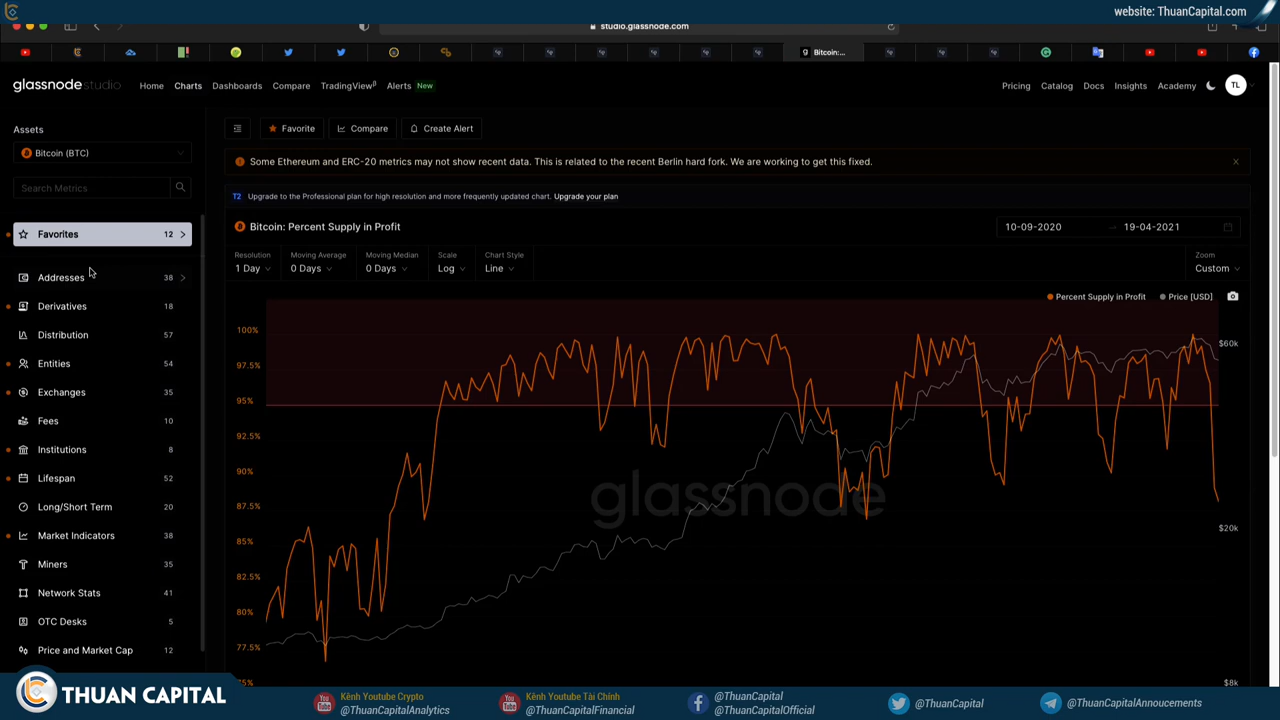 website: ThuanCapital.com
studio.glassnode.com
Bitcoin:...
glassnodestudio
Home
Charts
Dashboards
Compare
TradingViewβ
Alerts
New
Pricing
Catalog
Docs
Insights
Academy
TL
Assets
Bitcoin (BTC)
Search Metrics
Favorites 12
Addresses 38
Derivatives 18
Distribution 57
Entities 54
Exchanges 35
Fees 10
Institutions 8
Lifespan 52
Long/Short Term 20
Market Indicators 38
Miners 35
Network Stats 41
OTC Desks 5
Price and Market Cap 12
Favorite
Compare
Create Alert
Some Ethereum and ERC-20 metrics may not show recent data. This is related to the recent Berlin hard fork. We are working to get this fixed.
T2 Upgrade to the Professional plan for high resolution and more frequently updated chart. Upgrade your plan
Bitcoin: Percent Supply in Profit
10-09-2020
19-04-2021
Resolution
1 Day
Moving Average
0 Days
Moving Median
0 Days
Scale
Log
Chart Style
Line
Zoom
Custom
Percent Supply in Profit
Price [USD]
100%
97.5%
95%
92.5%
90%
87.5%
85%
82.5%
80%
77.5%
75%
$60k
$20k
$8k
glassnode
THUAN CAPITAL
Kênh Youtube Crypto
@ThuanCapitalAnalytics
Kênh Youtube Tài Chính
@ThuanCapitalFinancial
@ThuanCapital
@ThuanCapitalOfficial
@ThuanCapital
@ThuanCapitalAnnoucements